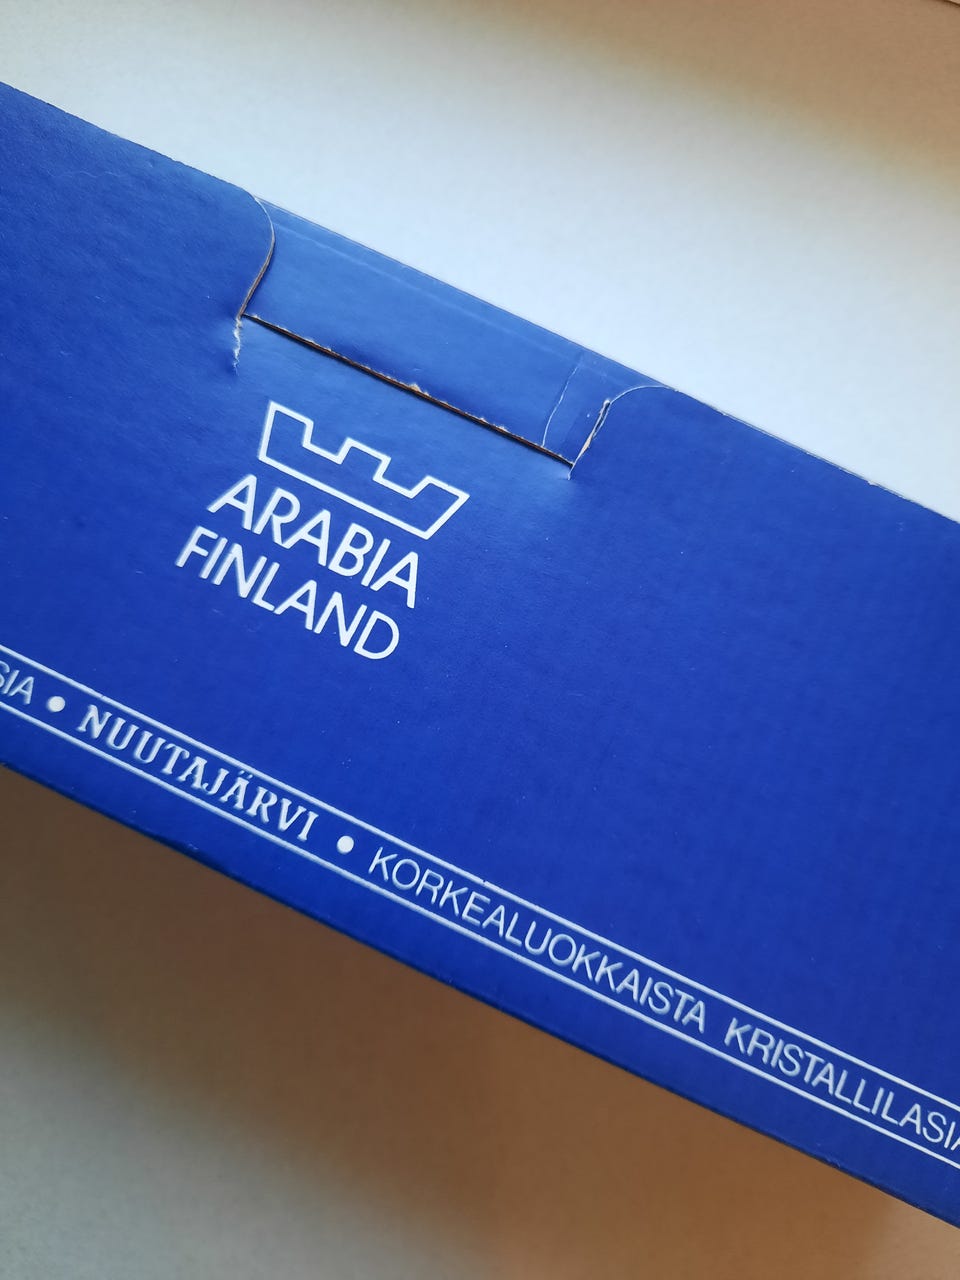 ARABIA
FINLAND
SIA • NUUTAJÄRVI • KORKEALUOKKAISTA KRISTALLILASIA